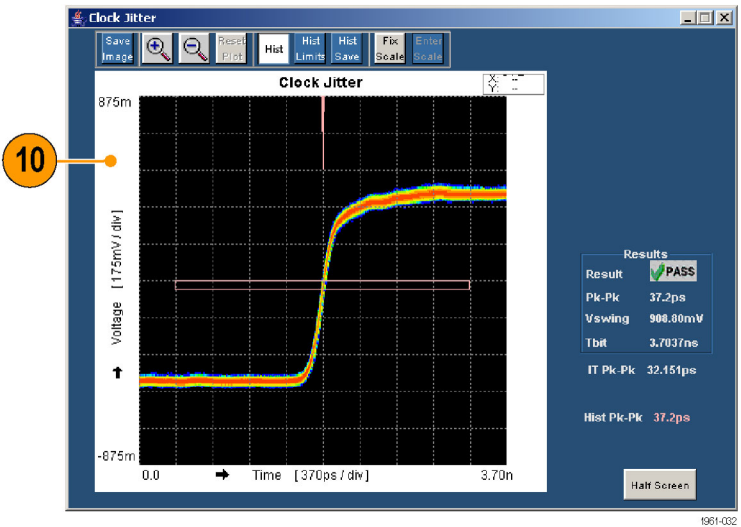 Clock Jitter
Save Image
Reset Plot
Hist
Hist Limits
Hist Save
Fix Scale
Enter Scale
Clock Jitter
X: -.--
Y: --
875m
10
Voltage [175mV / div]
-875m
0.0
Time [370ps / div]
3.70n
Results
Result PASS
Pk-Pk 37.2ps
Vswing 908.80mV
Tbit 3.7037ns
IT Pk-Pk 32.151ps
Hist Pk-Pk 37.2ps
Half Screen
1961-032